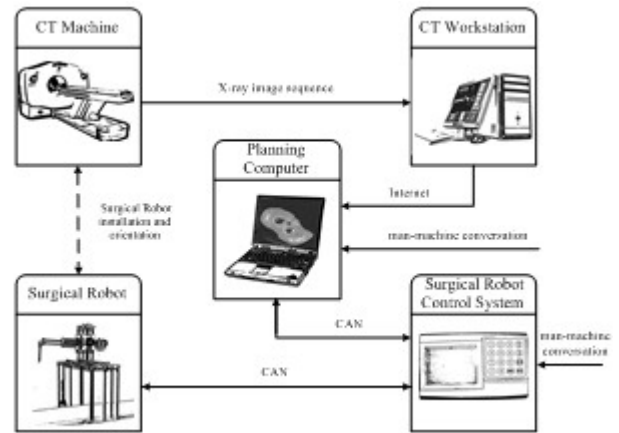 CT Machine
CT Workstation
X-ray image sequence
Planning
Computer
Internet
Surgical Robot
installation and
orientation
man-machine conversation
Surgical Robot
Surgical Robot
Control System
CAN
man-machine
conversation
CAN